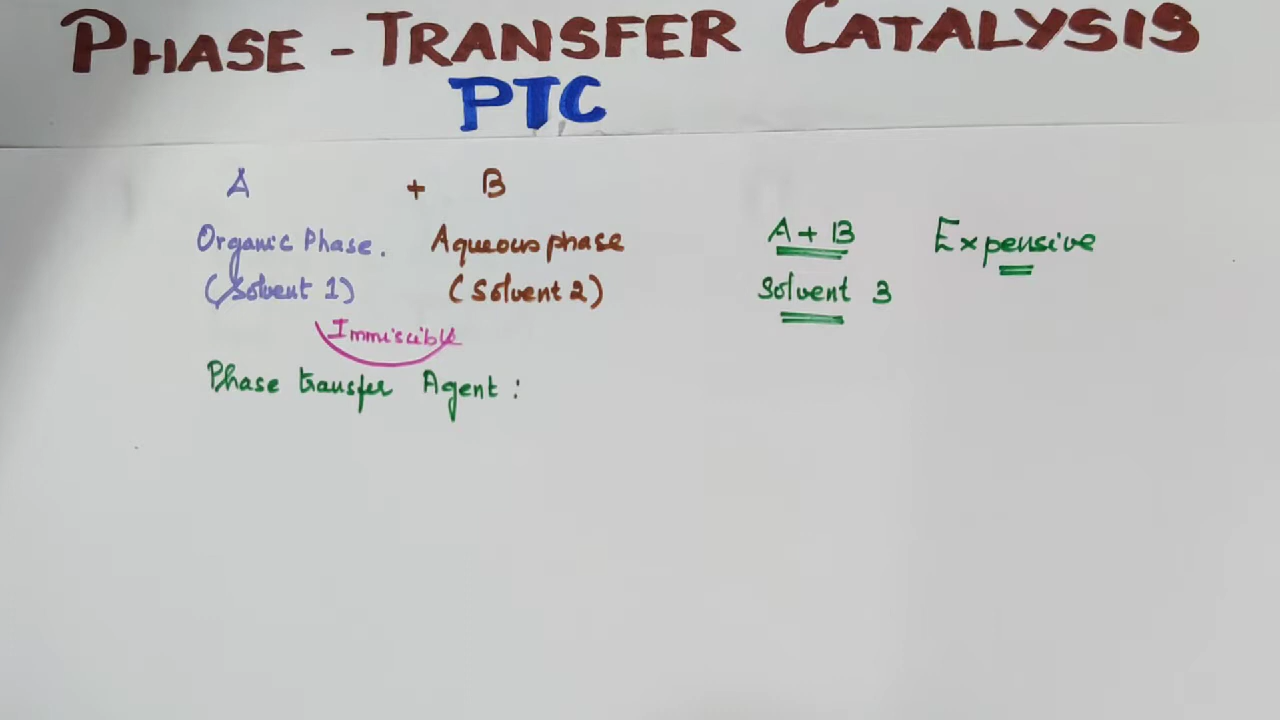 PHASE - TRANSFER CATALYSIS
PTC
A + B
Organic Phase. Aqueous phase
(Solvent 1) (Solvent 2)
Immiscible
Phase transfer Agent :
A + B Expensive
Solvent 3